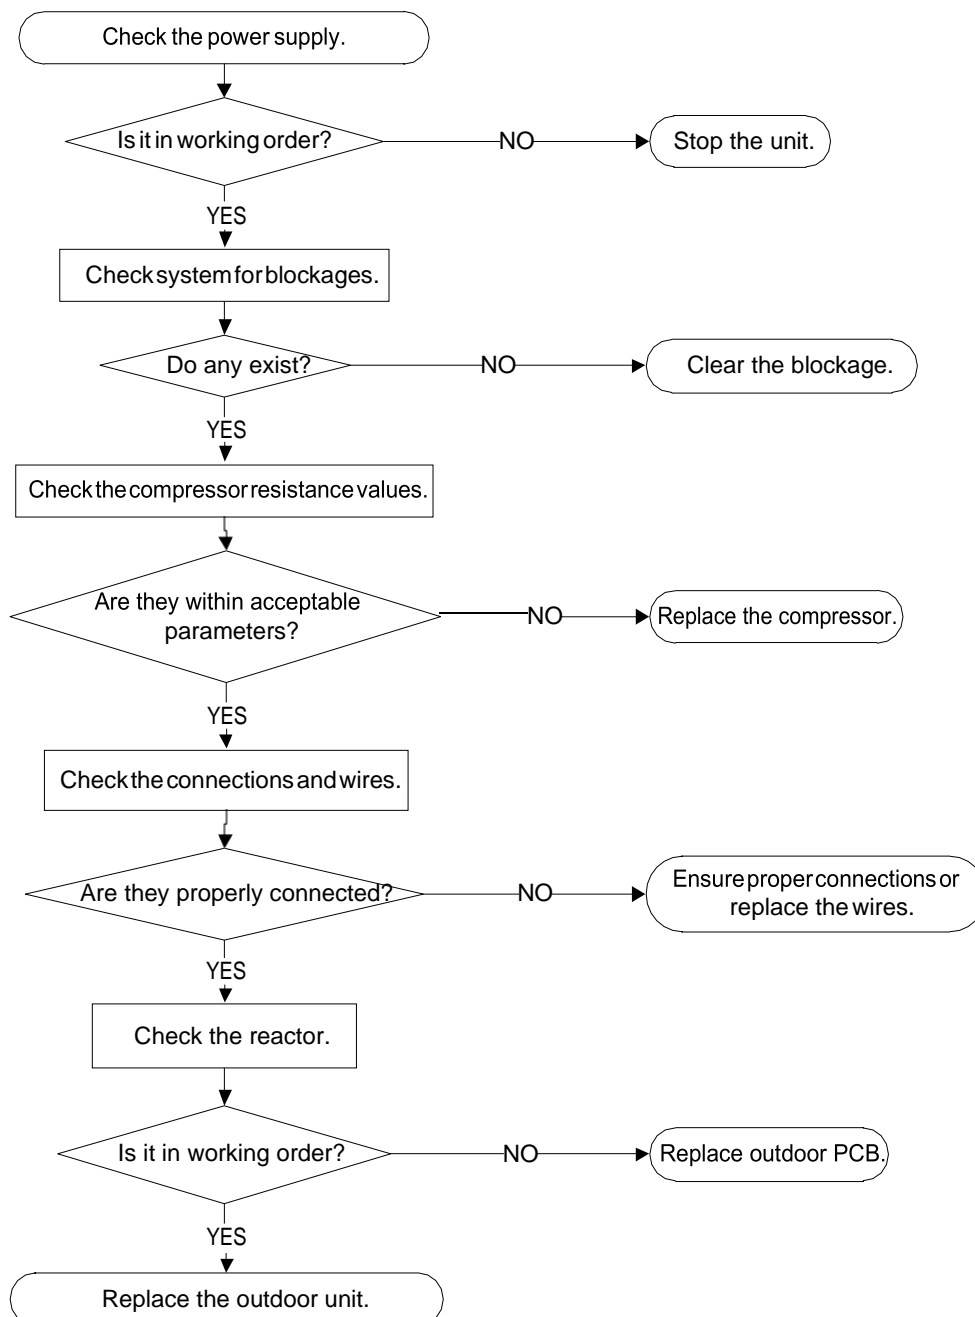 Check the power supply.
Is it in working order?
NO
Stop the unit.
YES
Check system for blockages.
Do any exist?
NO
Clear the blockage.
YES
Check the compressor resistance values.
Are they within acceptable
parameters?
NO
Replace the compressor.
YES
Check the connections and wires.
Are they properly connected?
NO
Ensure proper connections or
replace the wires.
YES
Check the reactor.
Is it in working order?
NO
Replace outdoor PCB.
YES
Replace the outdoor unit.